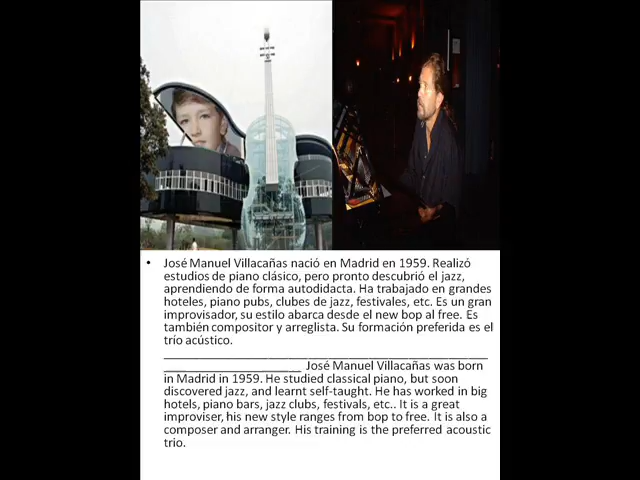 • José Manuel Villacañas nació en Madrid en 1959. Realizó
estudios de piano clásico, pero pronto descubrió el jazz,
aprendiendo de forma autodidacta. Ha trabajado en grandes
hoteles, piano pubs, clubes de jazz, festivales, etc. Es un gran
improvisador, su estilo abarca desde el new bop al free. Es
también compositor y arreglista. Su formación preferida es el
trío acústico.
José Manuel Villacañas was born
in Madrid in 1959. He studied classical piano, but soon
discovered jazz, and learnt self-taught. He has worked in big
hotels, piano bars, jazz clubs, festivals, etc.. It is a great
improviser, his new style ranges from bop to free. It is also a
composer and arranger. His training is the preferred acoustic
trio.